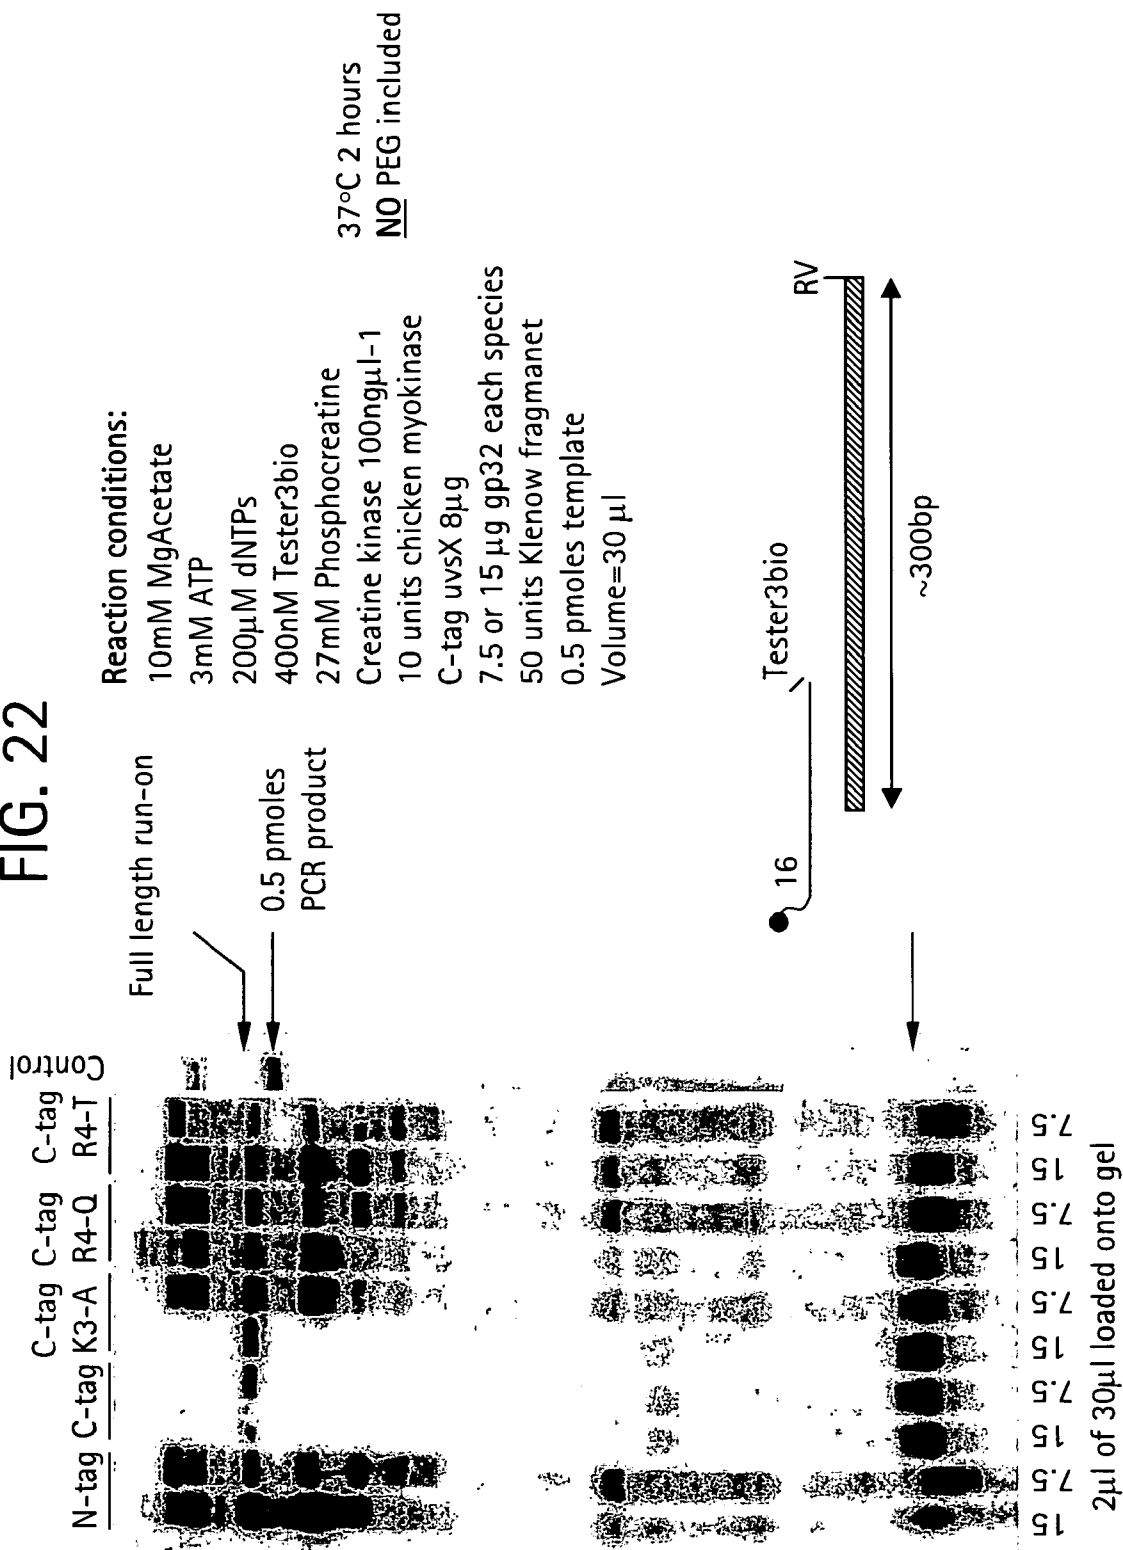 FIG. 22
N-tag
C-tag
C-tag
K3-A
C-tag
R4-Q
C-tag
R4-T
Control
Full length run-on
0.5 pmoles
PCR product
15
7.5
15
7.5
15
7.5
15
7.5
15
7.5
2μl of 30μl loaded onto gel
Reaction conditions:
10mM MgAcetate
3mM ATP
200μM dNTPs
400nM Tester3bio
27mM Phosphocreatine
Creatine kinase 100ngμl-1
10 units chicken myokinase
C-tag uvsX 8μg
7.5 or 15 μg gp32 each species
50 units Klenow fragmanet
0.5 pmoles template
Volume=30 μl
37°C 2 hours
NO PEG included
16
Tester3bio
RV
~300bp